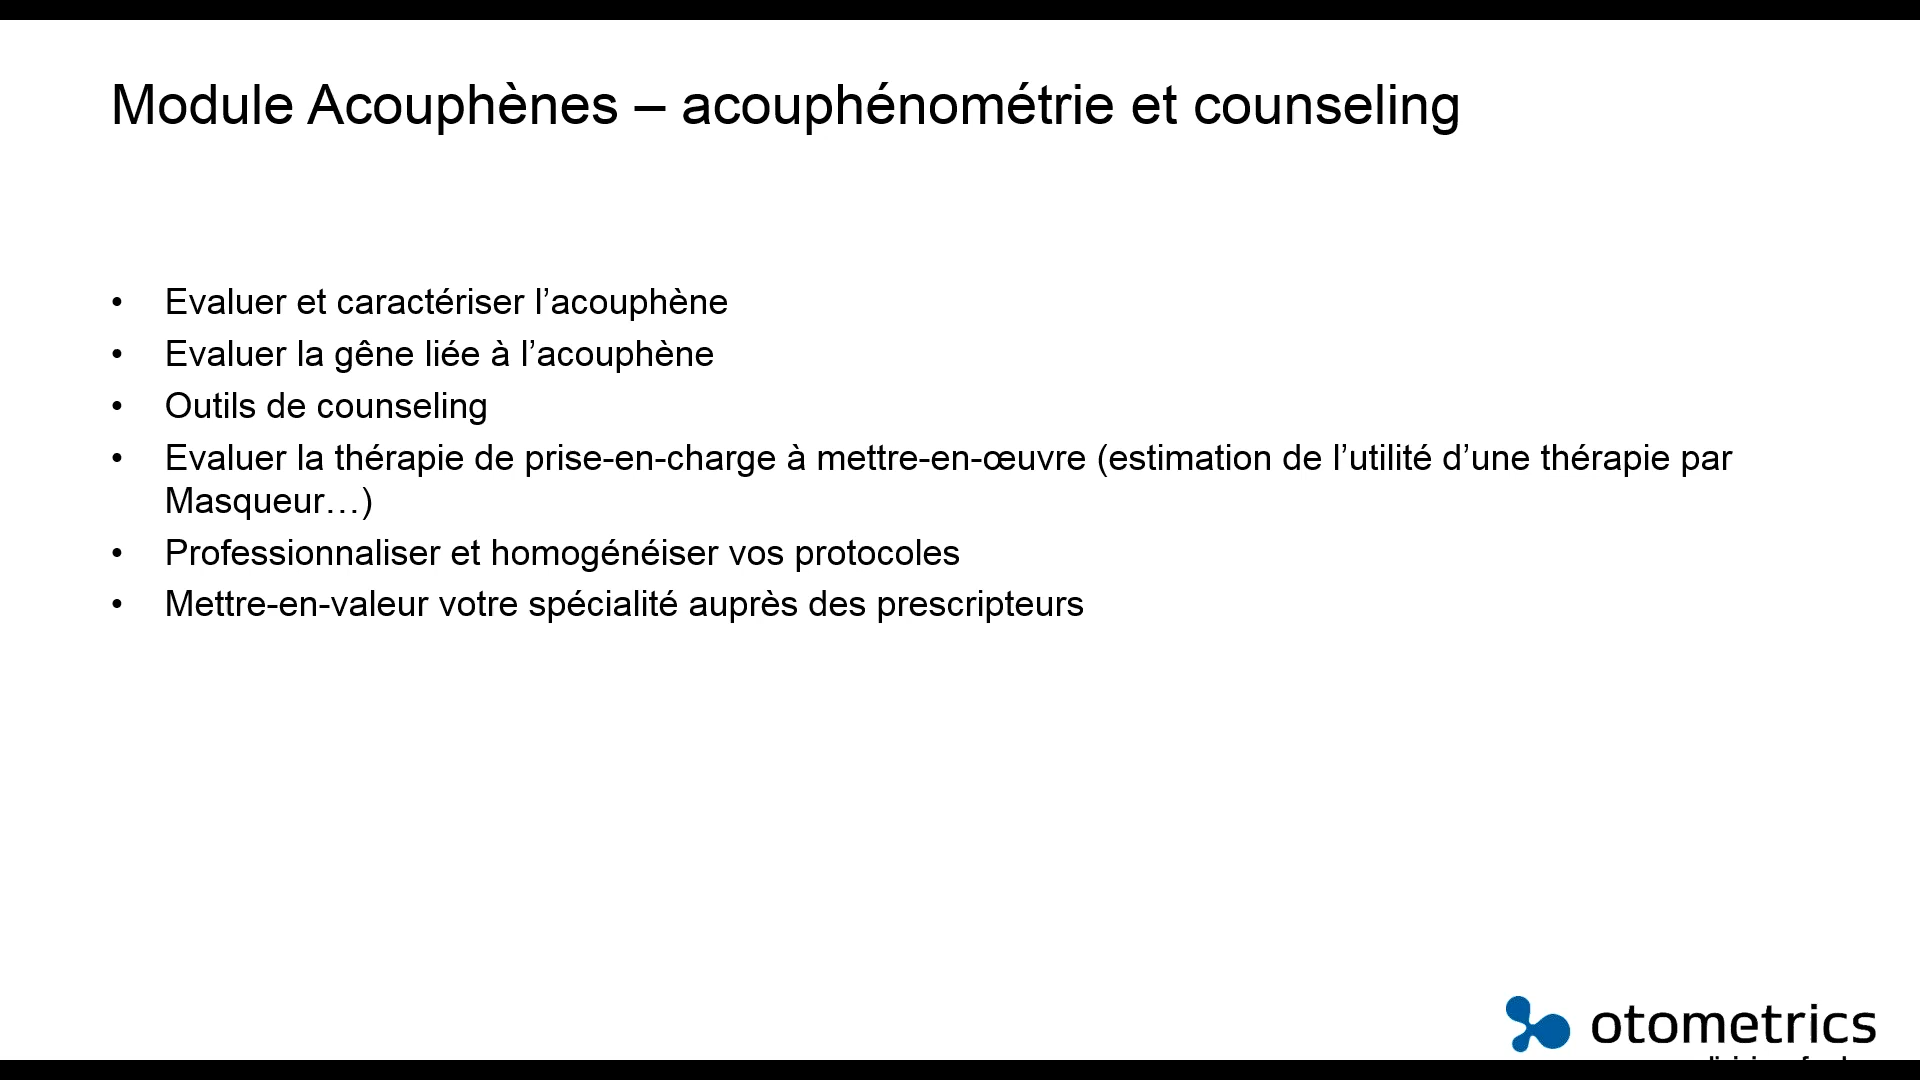 Module Acouphènes – acouphénométrie et counseling
• Evaluer et caractériser l’acouphène
• Evaluer la gêne liée à l’acouphène
• Outils de counseling
• Evaluer la thérapie de prise-en-charge à mettre-en-œuvre (estimation de l’utilité d’une thérapie par
Masqueur…)
• Professionnaliser et homogénéiser vos protocoles
• Mettre-en-valeur votre spécialité auprès des prescripteurs
otometrics